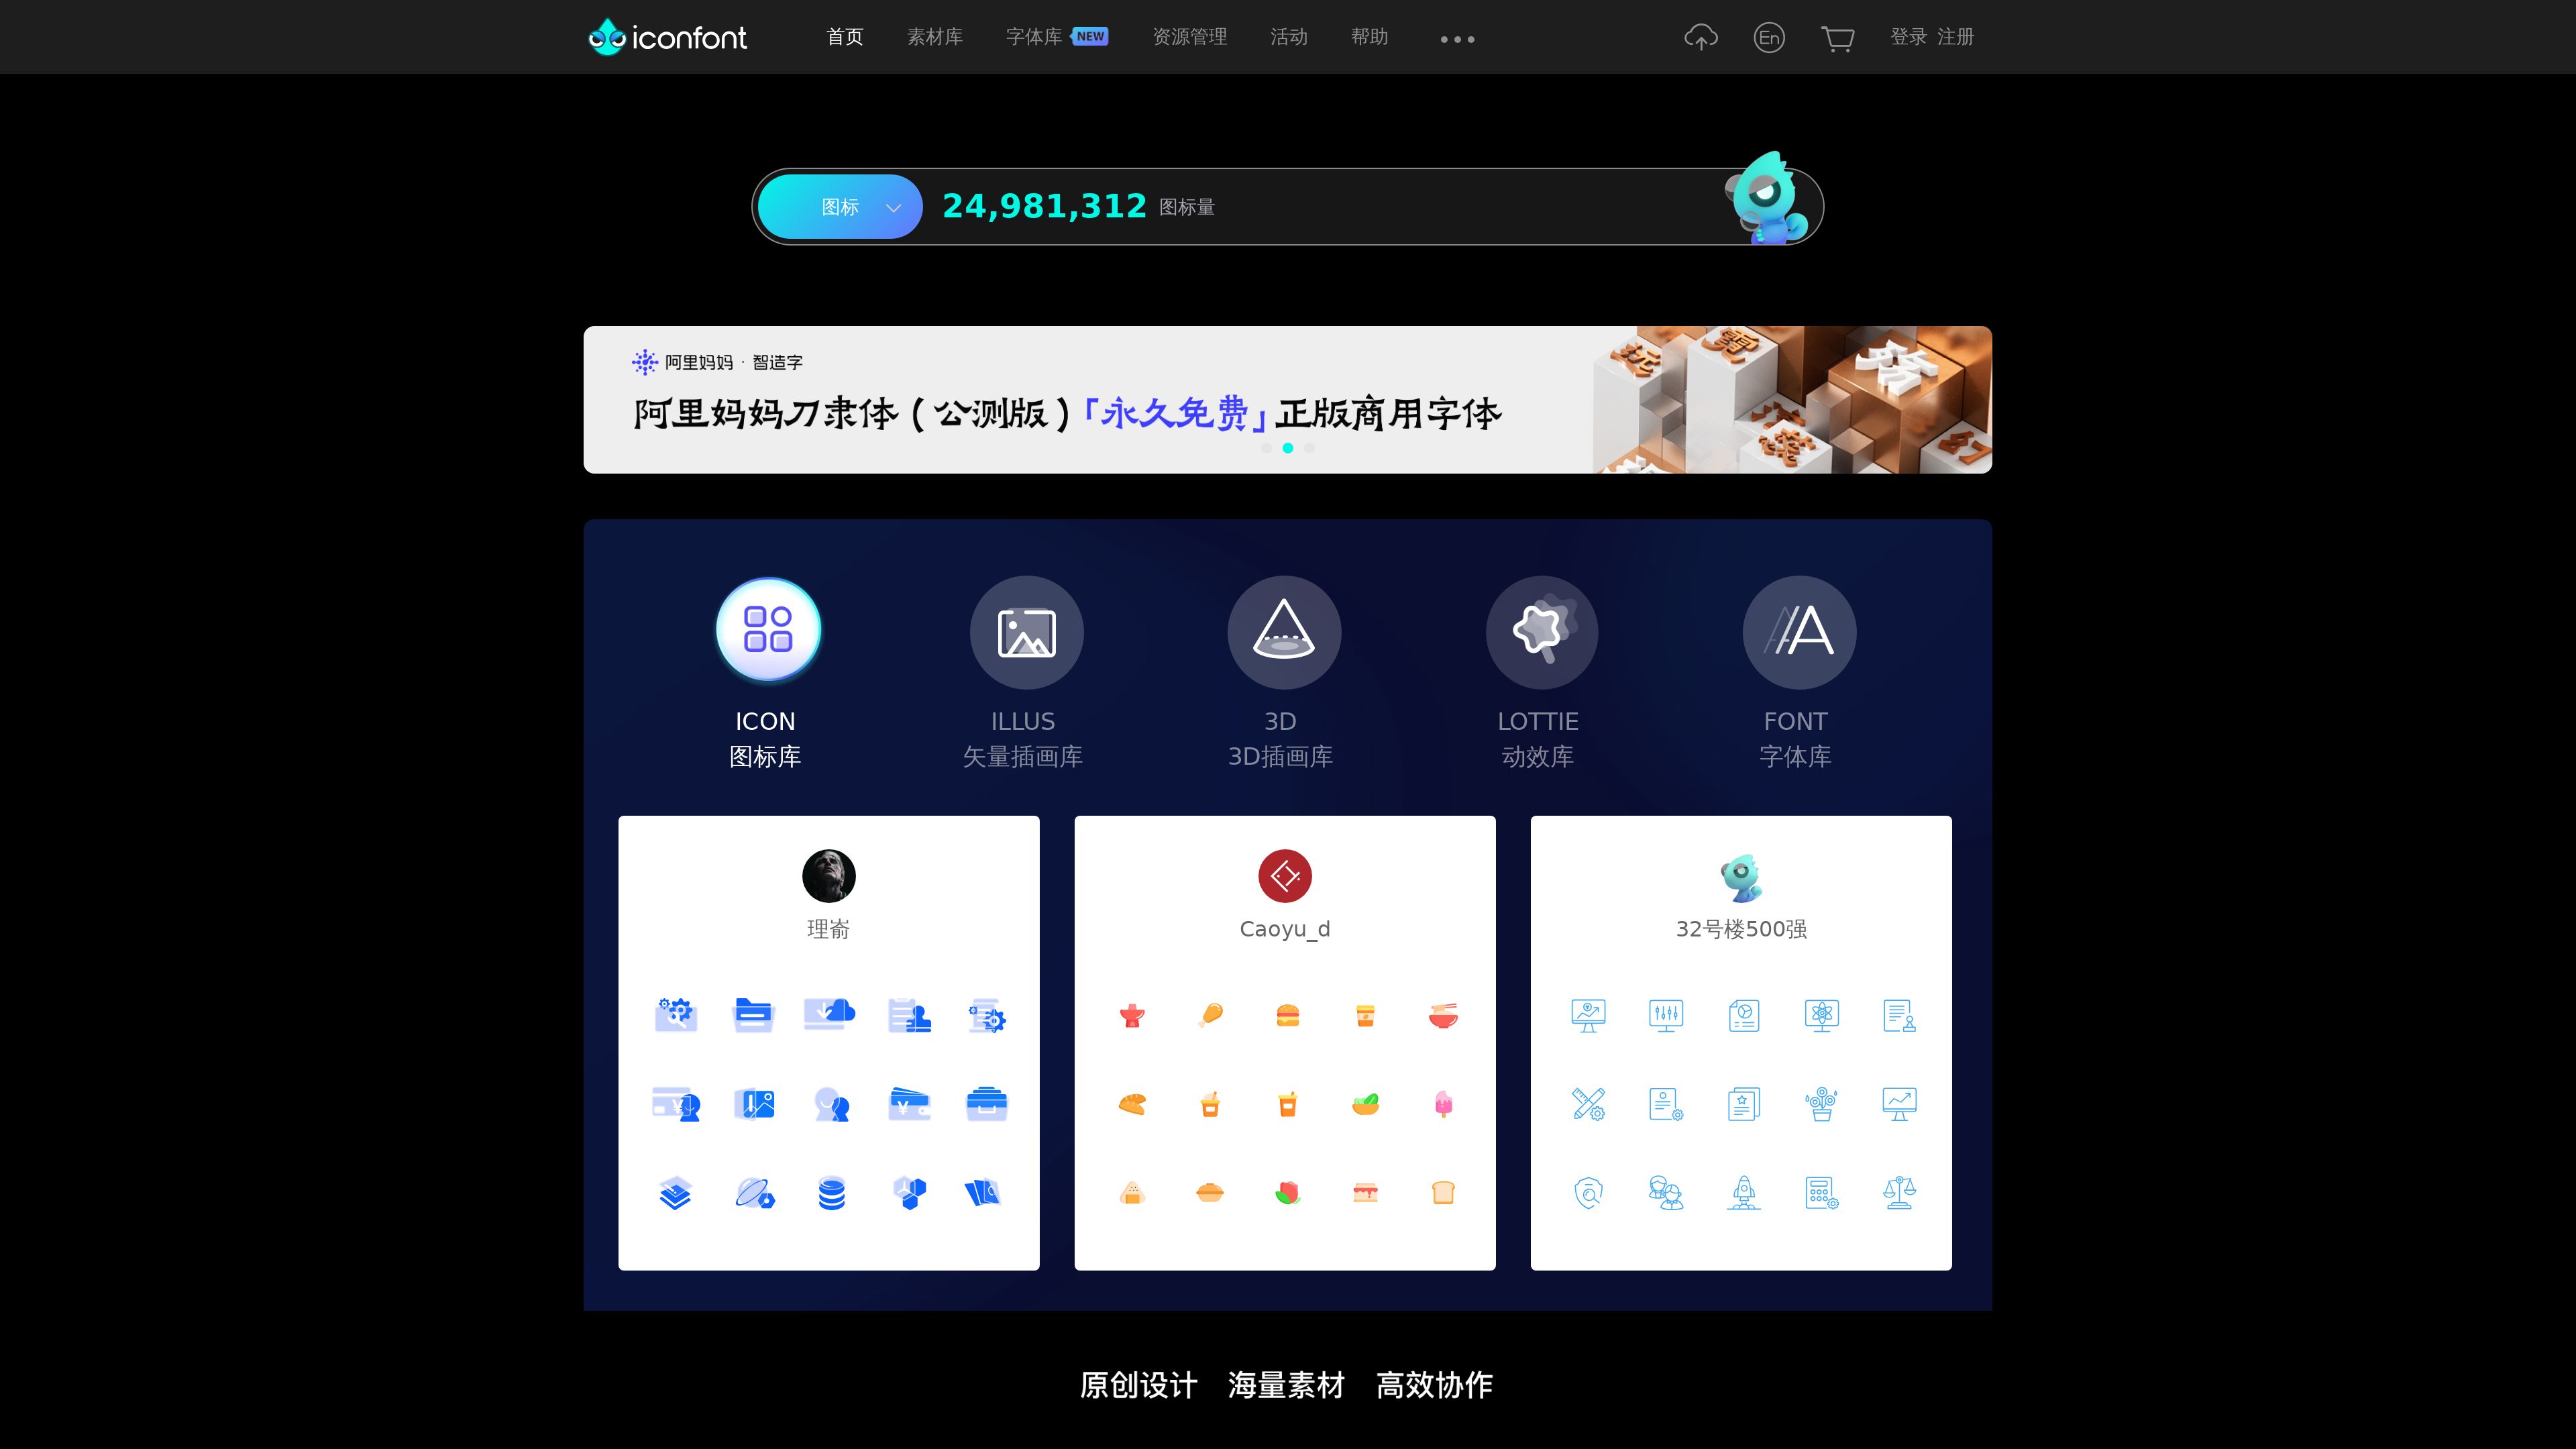 iconfont 首页 素材库 字体库 NEW 资源管理 活动 帮助 En 登录 注册
图标 24,981,312 图标量
阿里妈妈 · 智造字
阿里妈妈刀隶体(公测版)「永久免费」正版商用字体
ICON ILLUS 3D LOTTIE FONT
图标库 矢量插画库 3D插画库 动效库 字体库
理嵛 Caoyu_d 32号楼500强
原创设计 海量素材 高效协作